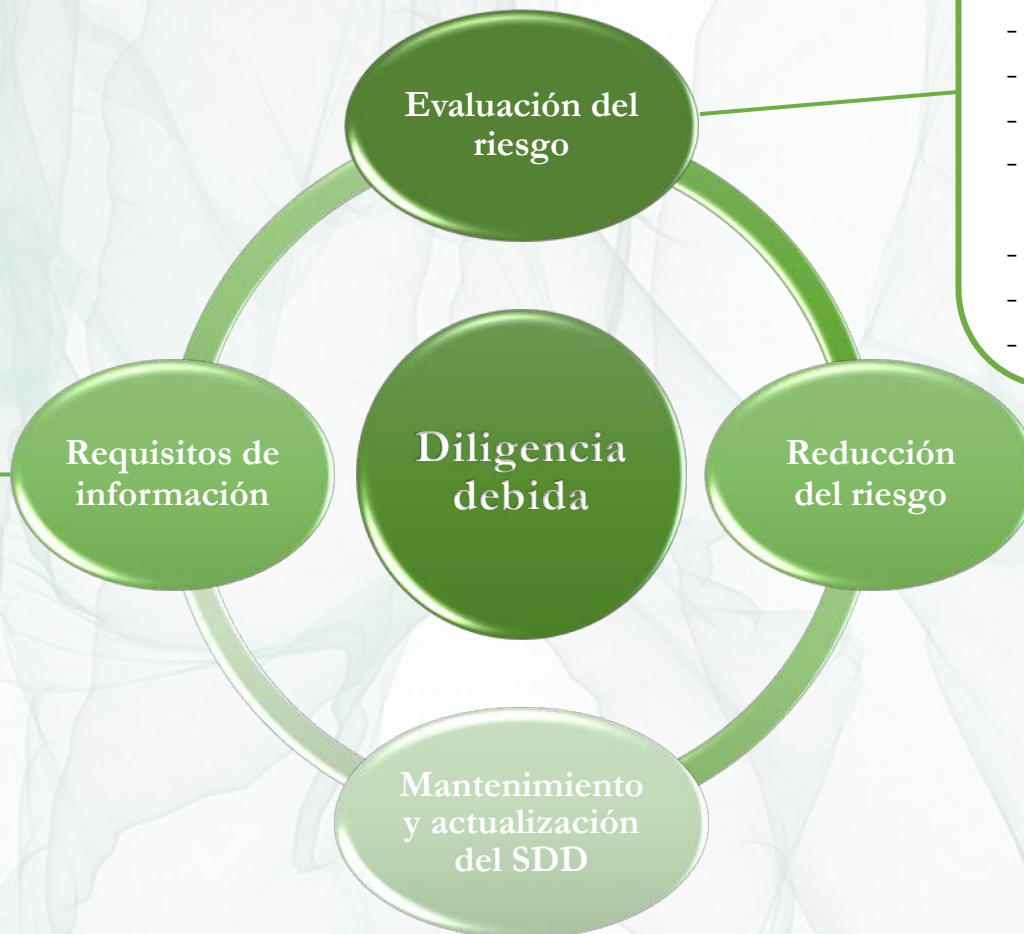 Evaluación del
riesgo
Requisitos de
información
Diligencia
debida
Reducción
del riesgo
Mantenimiento
y actualización
del SDD
-
-
-
-
-
-
-